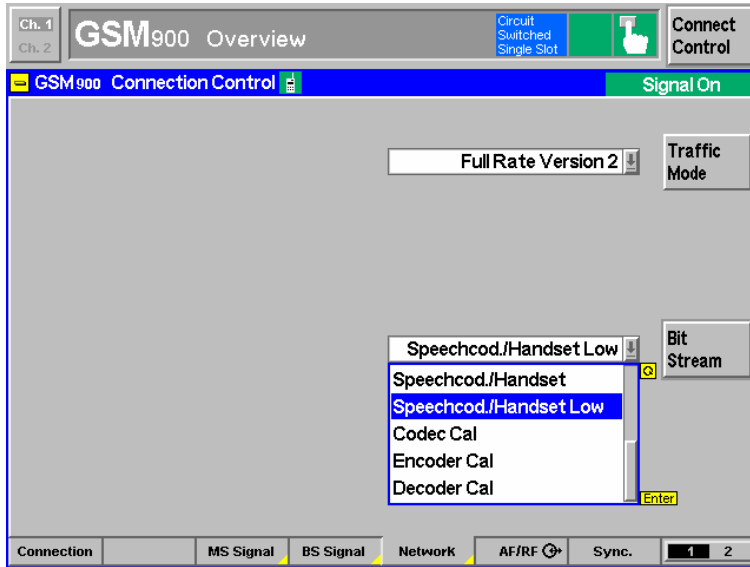 Ch. 1
Ch. 2
GSM900 Overview
Circuit
Switched
Single Slot
Connect
Control
GSM900 Connection Control
Signal On
Full Rate Version 2
Traffic
Mode
Speechcod./Handset Low
Bit
Stream
Speechcod./Handset
Speechcod./Handset Low
Codec Cal
Encoder Cal
Decoder Cal
Enter
Connection
MS Signal
BS Signal
Network
AF/RF
Sync.
1 2